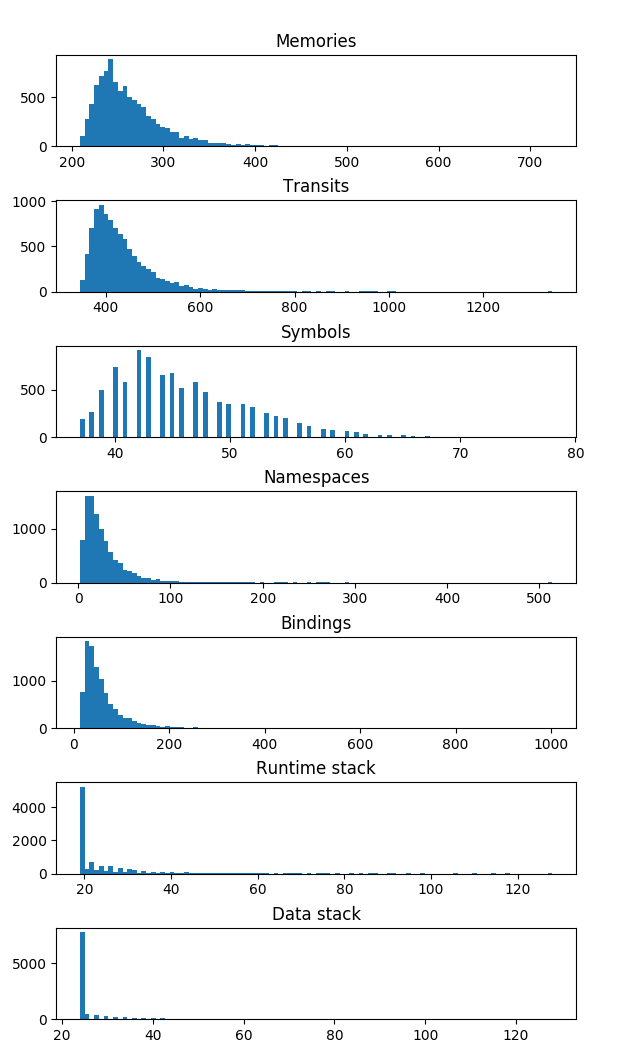 Memories
500
0
200 300 400 500 600 700
Transits
1000
500
0
400 600 800 1000 1200
Symbols
500
0
40 50 60 70 80
Namespaces
1000
0
0 100 200 300 400 500
Bindings
1000
0
0 200 400 600 800 1000
Runtime stack
4000
2000
0
20 40 60 80 100 120
Data stack
5000
0
20 40 60 80 100 120